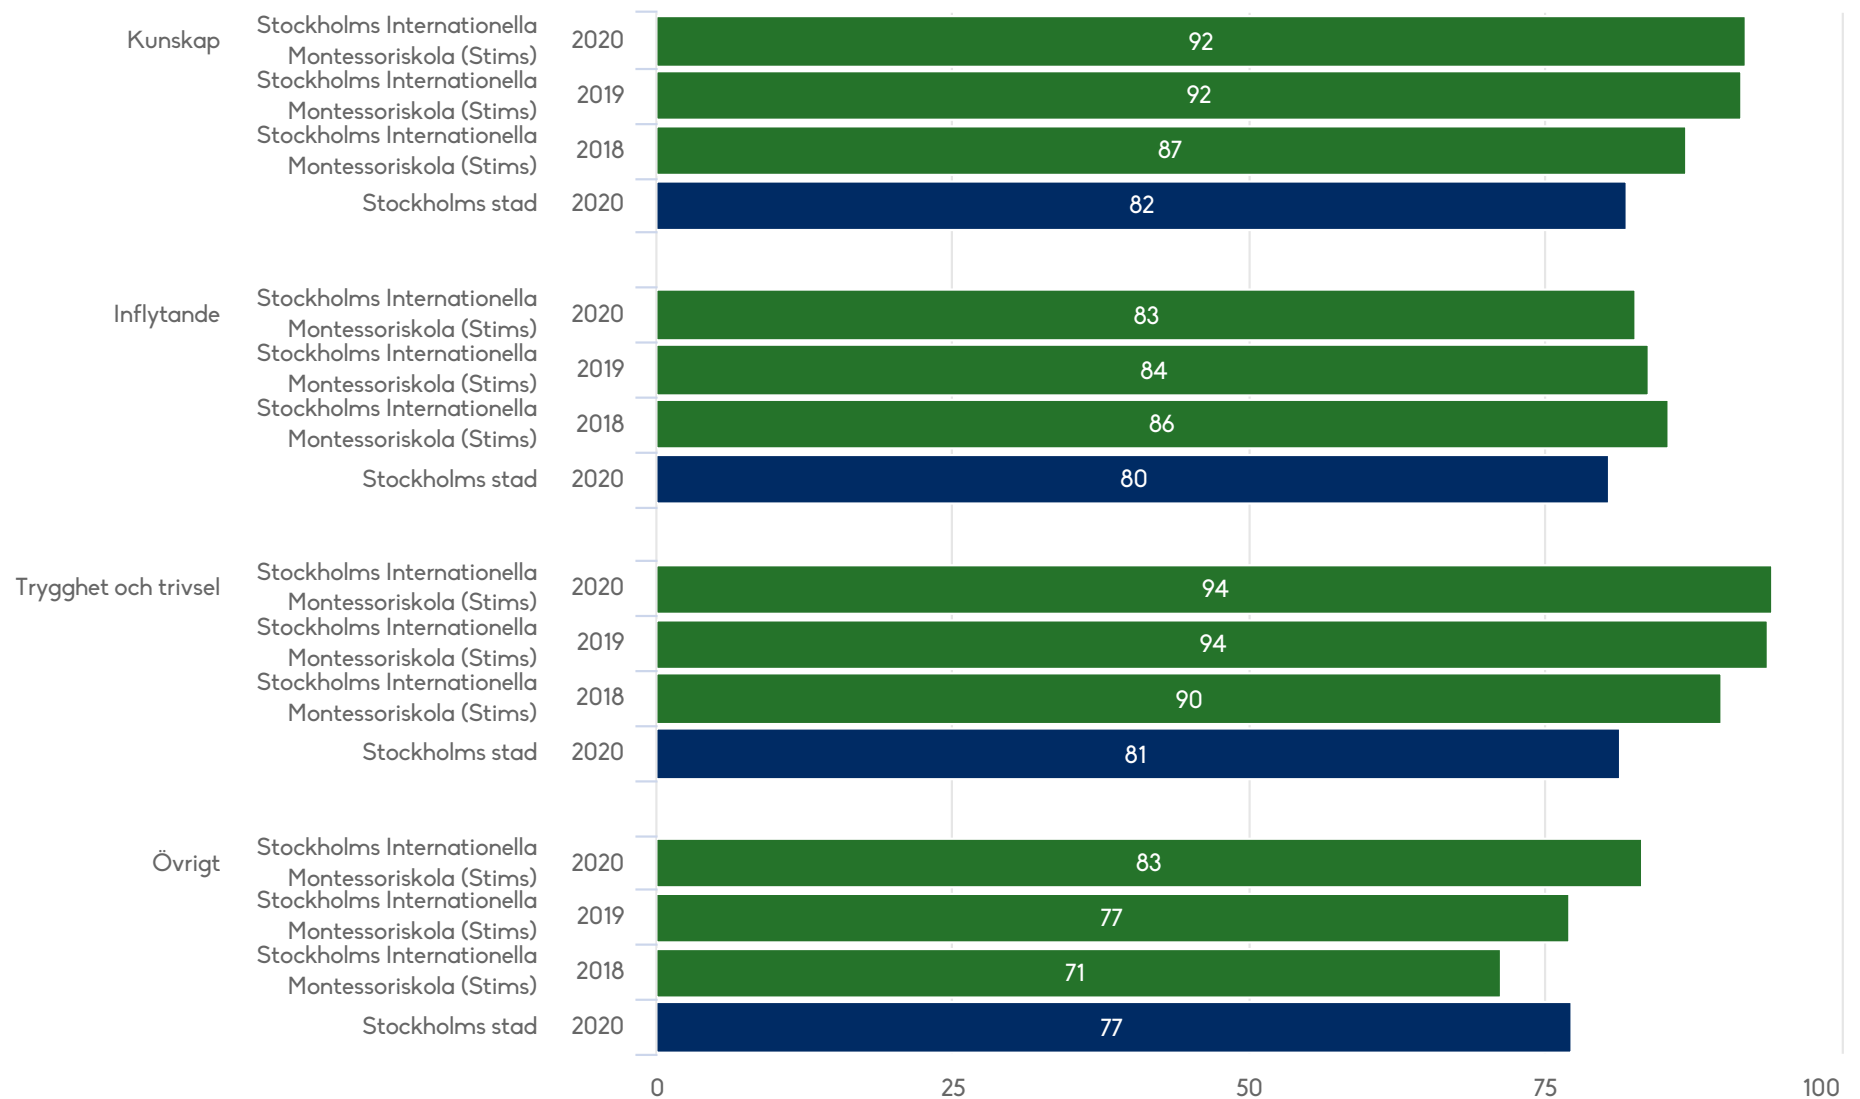 Kunskap
Stockholms Internationella
Montessoriskola (Stims)
2020
92
Stockholms Internationella
Montessoriskola (Stims)
2019
92
Stockholms Internationella
Montessoriskola (Stims)
2018
87
Stockholms stad
2020
82
Inflytande
Stockholms Internationella
Montessoriskola (Stims)
2020
83
Stockholms Internationella
Montessoriskola (Stims)
2019
84
Stockholms Internationella
Montessoriskola (Stims)
2018
86
Stockholms stad
2020
80
Trygghet och trivsel
Stockholms Internationella
Montessoriskola (Stims)
2020
94
Stockholms Internationella
Montessoriskola (Stims)
2019
94
Stockholms Internationella
Montessoriskola (Stims)
2018
90
Stockholms stad
2020
81
Övrigt
Stockholms Internationella
Montessoriskola (Stims)
2020
83
Stockholms Internationella
Montessoriskola (Stims)
2019
77
Stockholms Internationella
Montessoriskola (Stims)
2018
71
Stockholms stad
2020
77
0 25 50 75 100